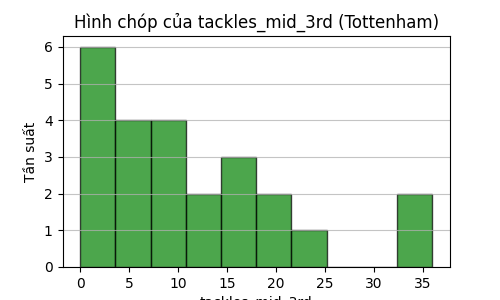 Hình chóp của tackles_mid_3rd (Tottenham)
6
5
4
3
2
1
0
Tần suất
0 5 10 15 20 25 30 35
tackles_mid_3rd